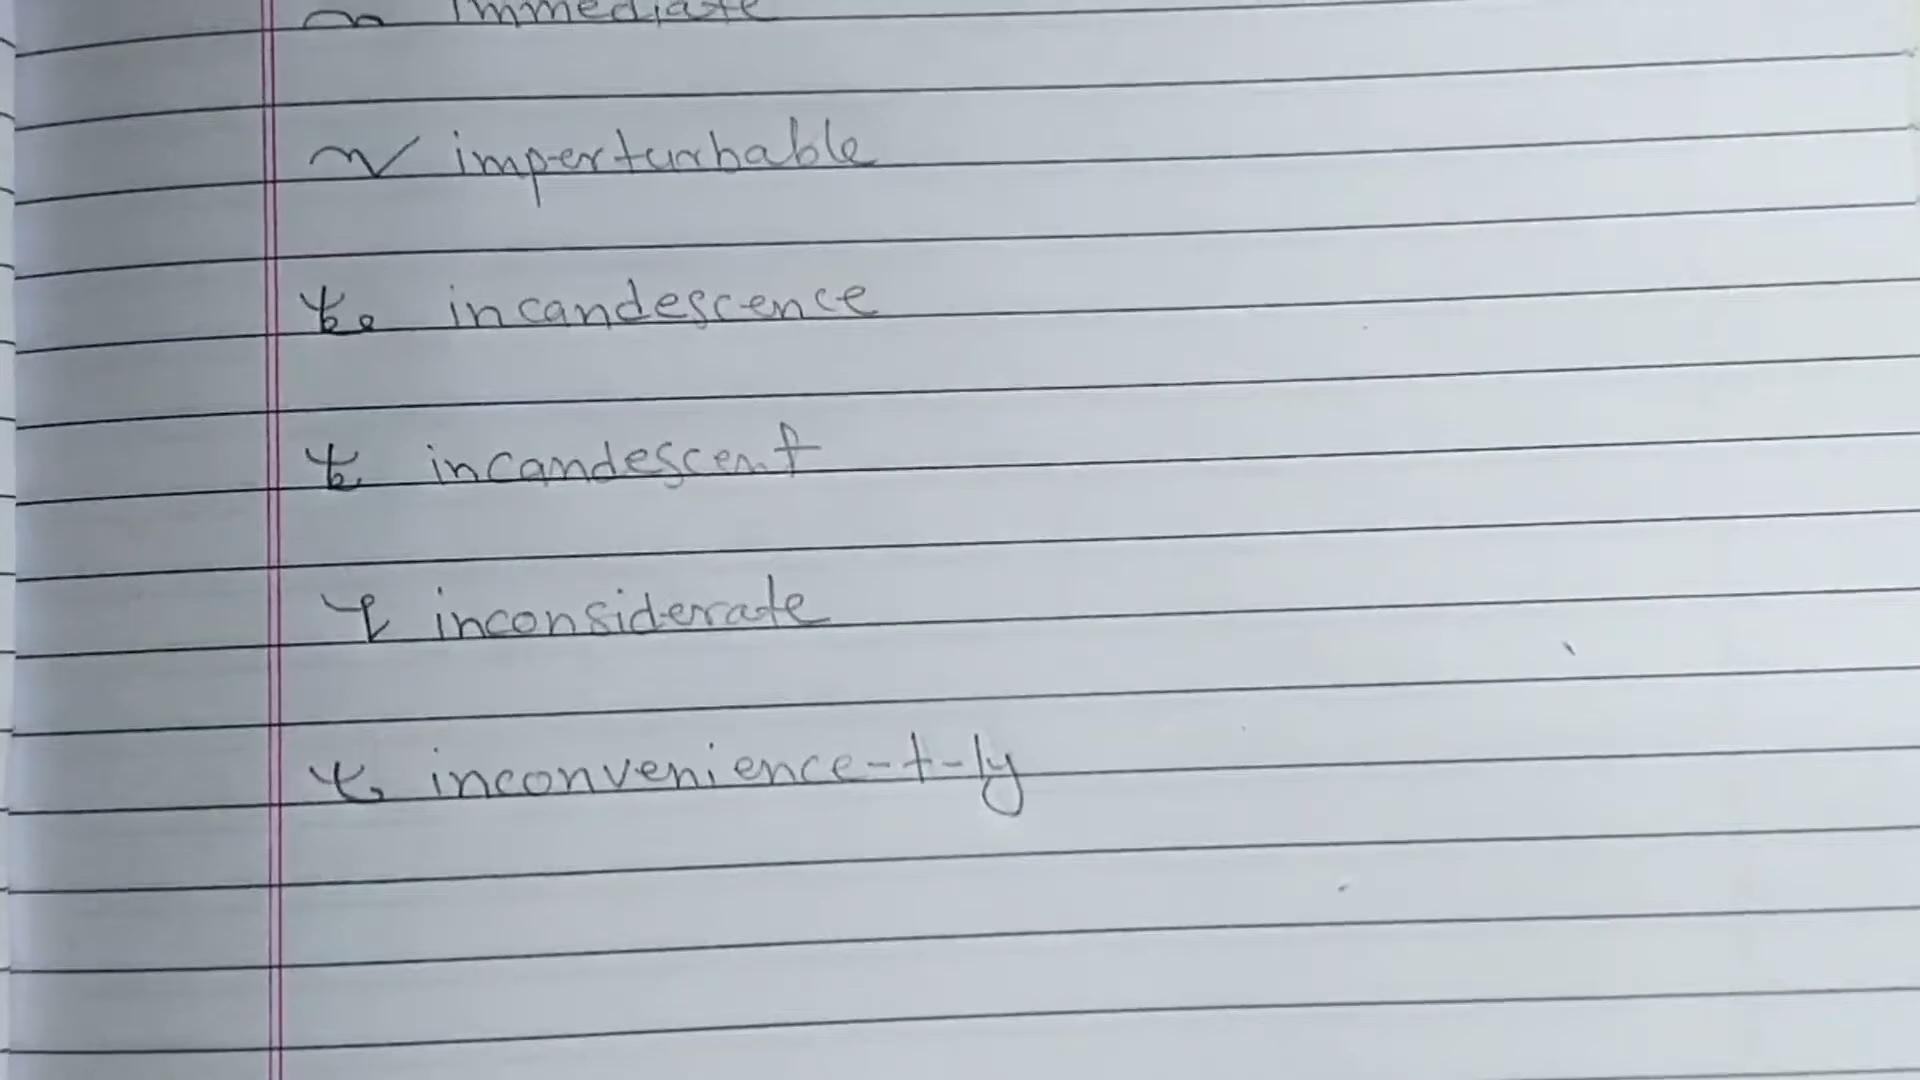 immediate
imperturbable
incandescence
incandescent
inconsiderate
inconvenience-t-ly